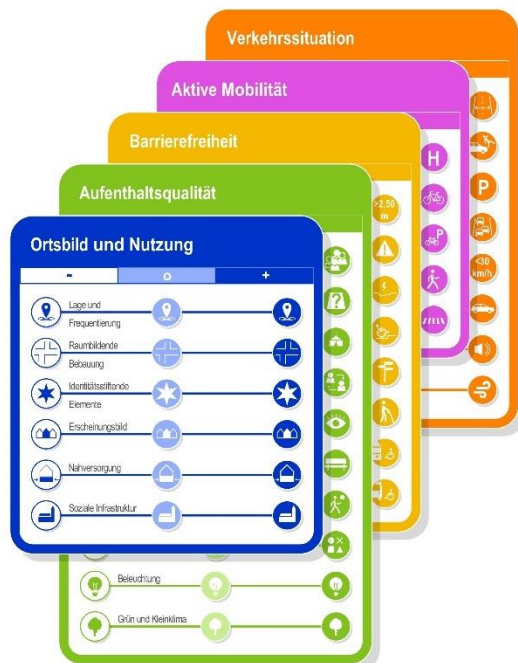 Verkehrssituation
Aktive Mobilität
Barrierefreiheit
Aufenthaltsqualität
Ortsbild und Nutzung
- o +
Lage und
Frequentierung
Raumbildende
Bebauung
Identitätsstiftende
Elemente
Erscheinungsbild
Nahversorgung
Soziale Infrastruktur
Beleuchtung
Grün und Kleinklima
>2,50
m
H
P
P
<30
km/h